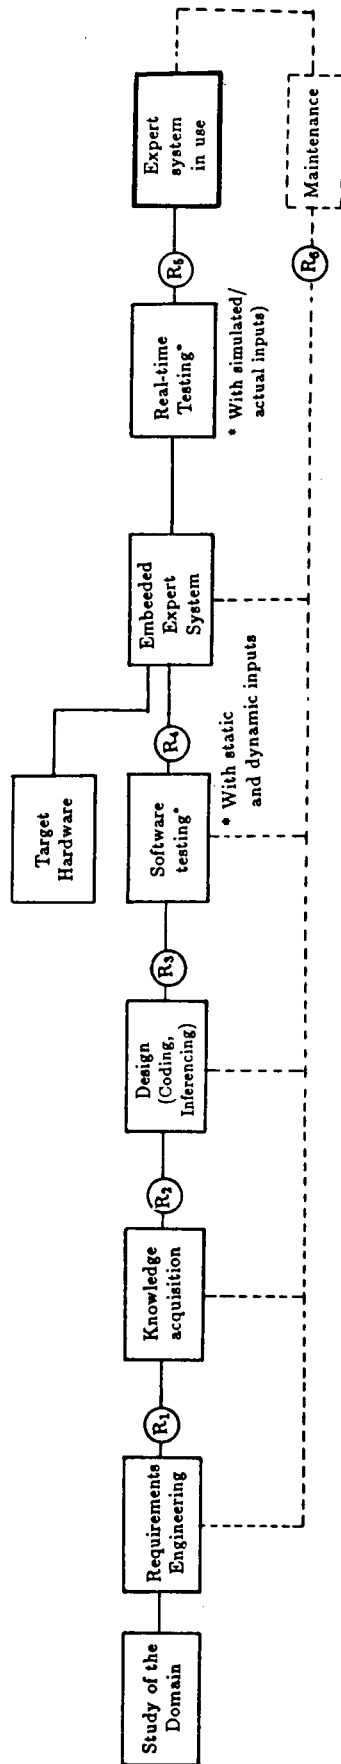 Study of the
Domain
Requirements
Engineering
R1
Knowledge
acquisition
R2
Design
(Coding,
Inferencing)
R3
Software
testing*
* With static
and dynamic inputs
R4
Target
Hardware
Embeeded
Expert
System
Real-time
Testing*
* With simulated/
actual inputs)
R5
Expert
system
in use
R6
Maintenance